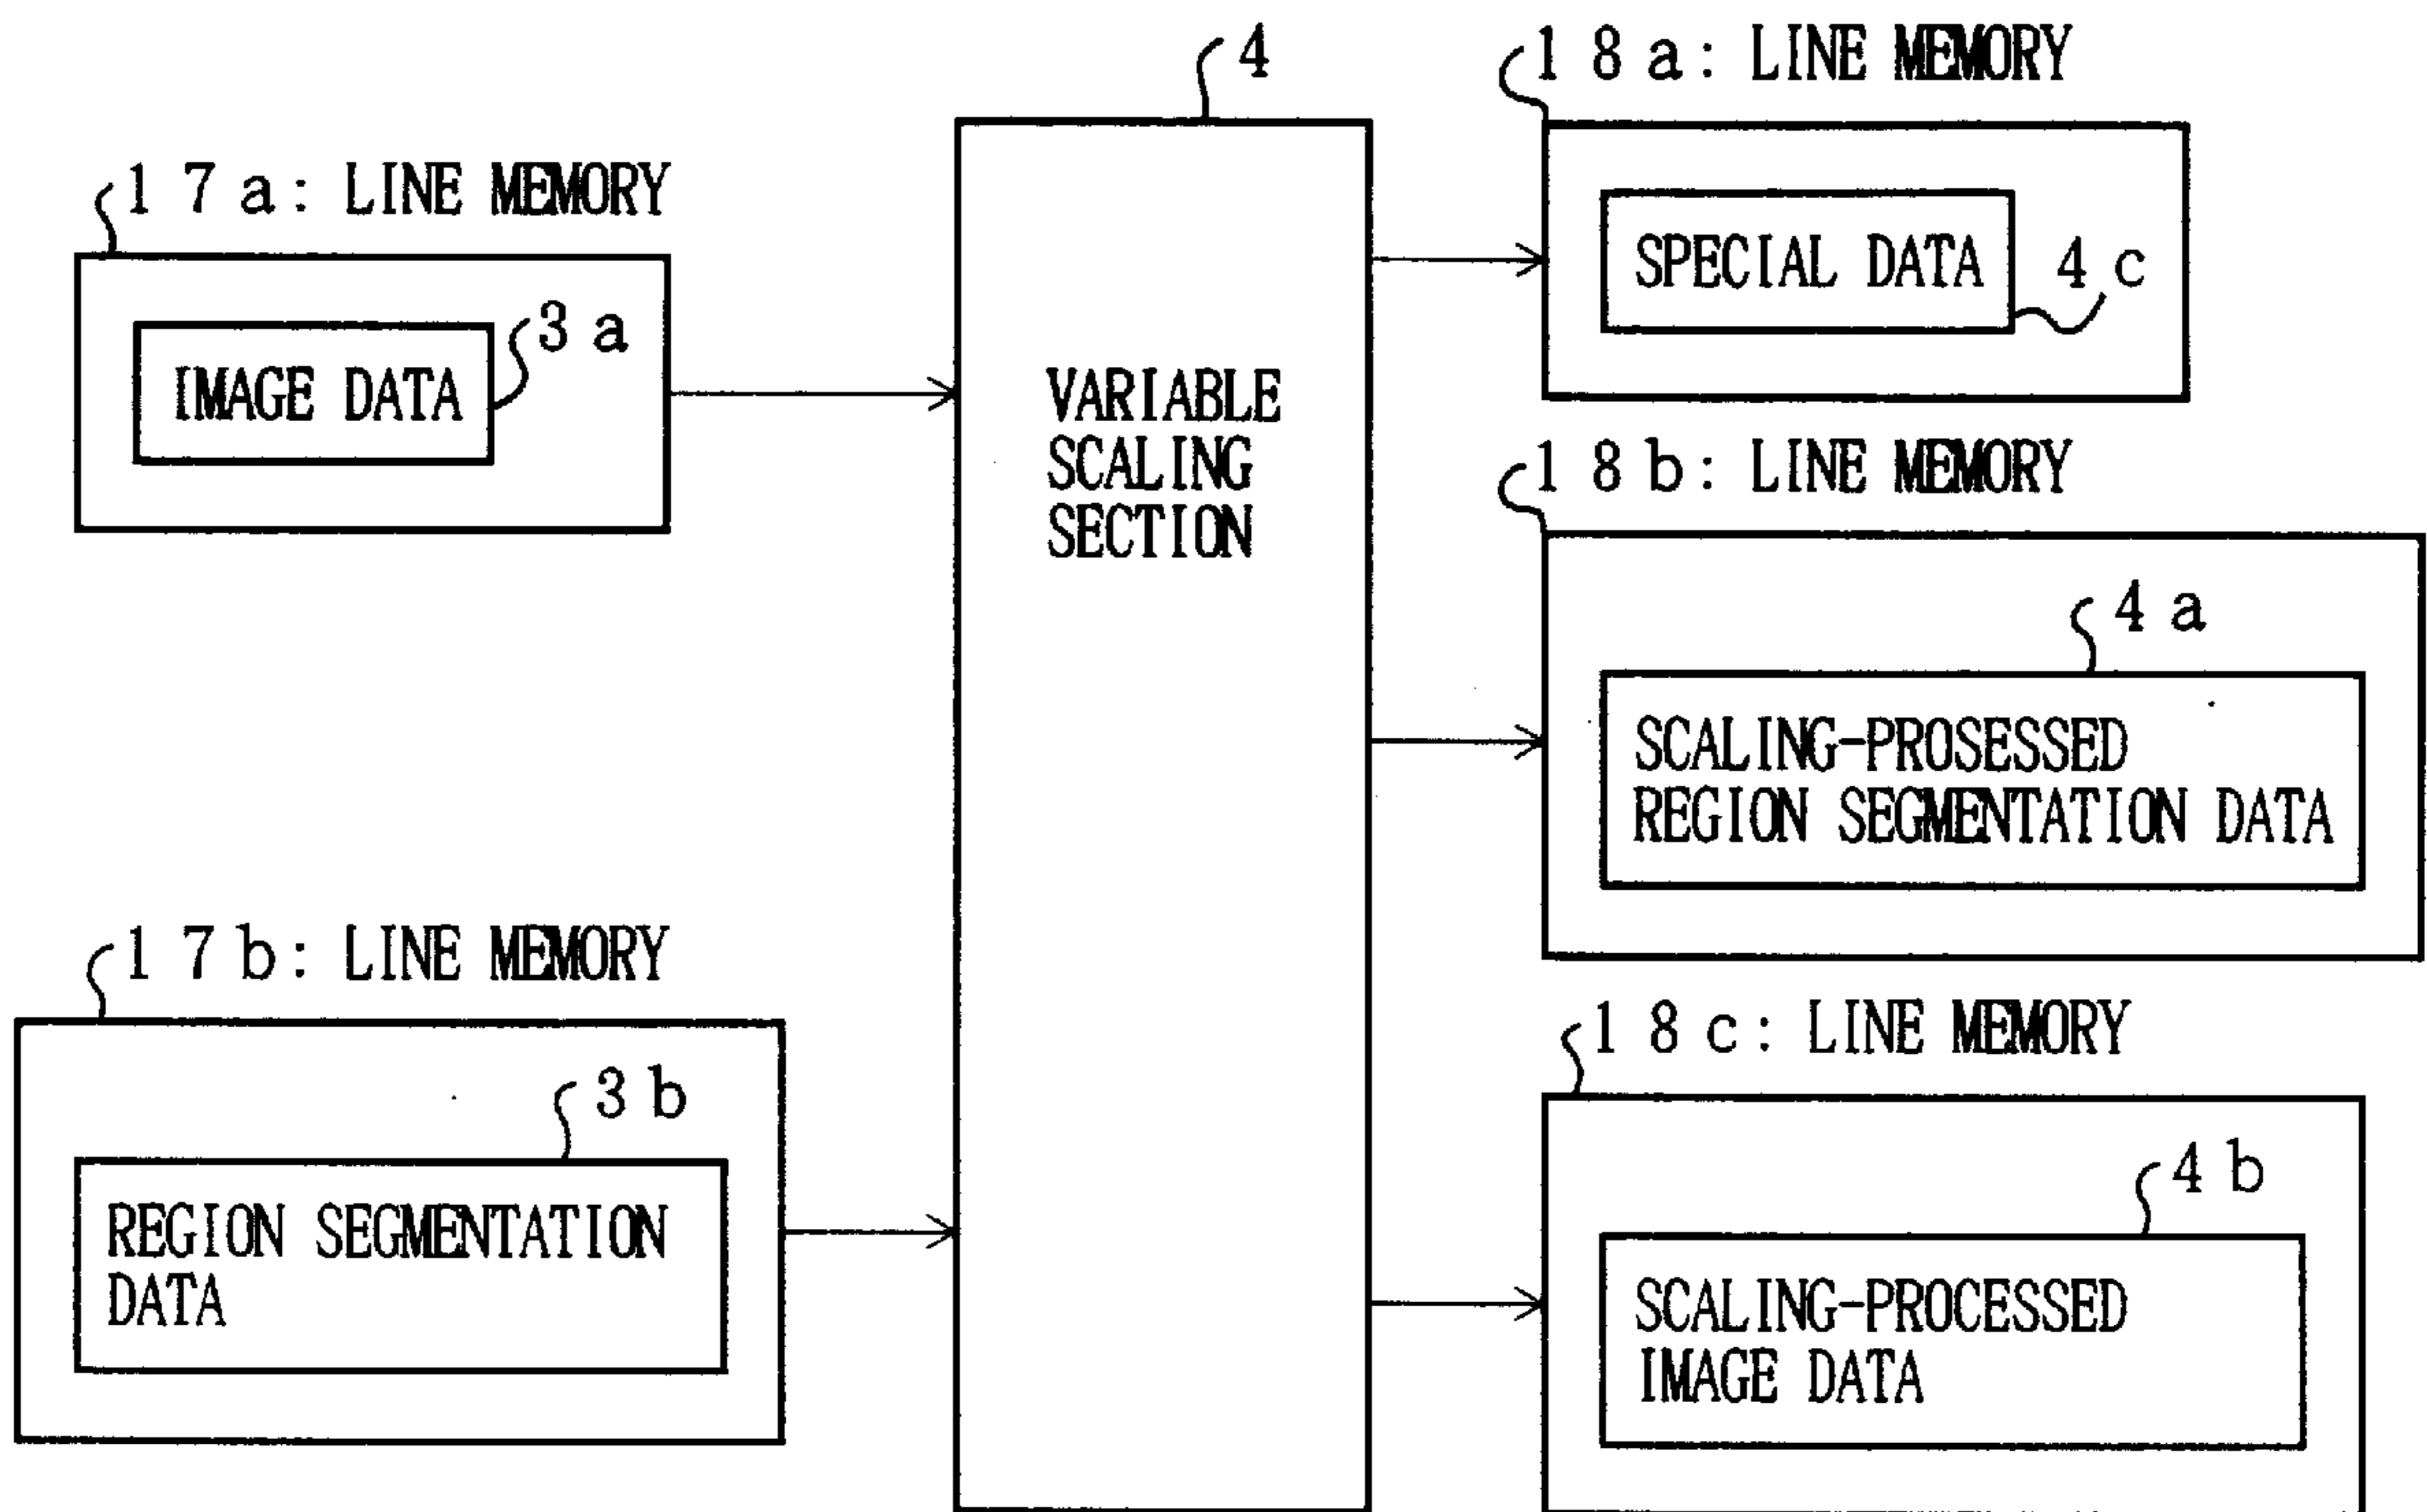 4
17a: LINE MEMORY
3a
IMAGE DATA
17b: LINE MEMORY
3b
REGION SEGMENTATION
DATA
VARIABLE
SCALING
SECTION
18a: LINE MEMORY
SPECIAL DATA
4c
18b: LINE MEMORY
4a
SCALING-PROSESSED
REGION SEGMENTATION DATA
18c: LINE MEMORY
4b
SCALING-PROCESSED
IMAGE DATA